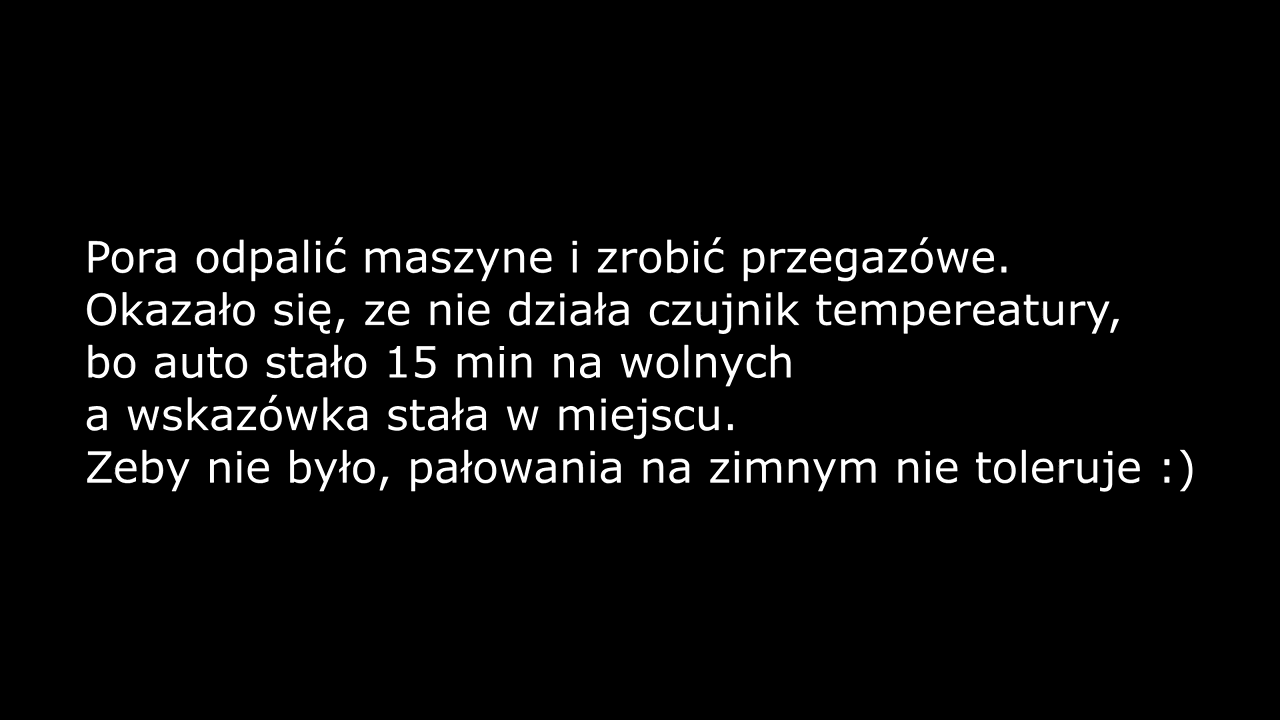 Pora odpalić maszyne i zrobić przegazówe.
Okazało się, ze nie działa czujnik tempereatury,
bo auto stało 15 min na wolnych
a wskazówka stała w miejscu.
Zeby nie było, pałowania na zimnym nie toleruje :)